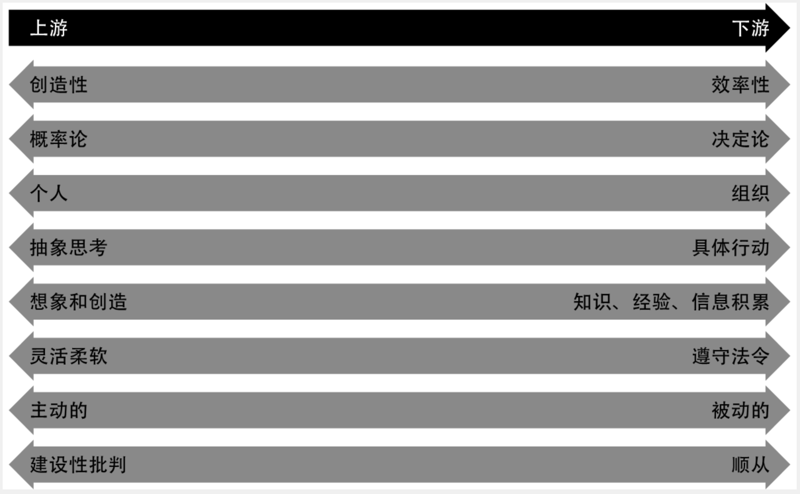 上游 下游
创造性 效率性
概率论 决定论
个人 组织
抽象思考 具体行动
想象和创造 知识、经验、信息积累
灵活柔软 遵守法令
主动的 被动的
建设性批判 顺从